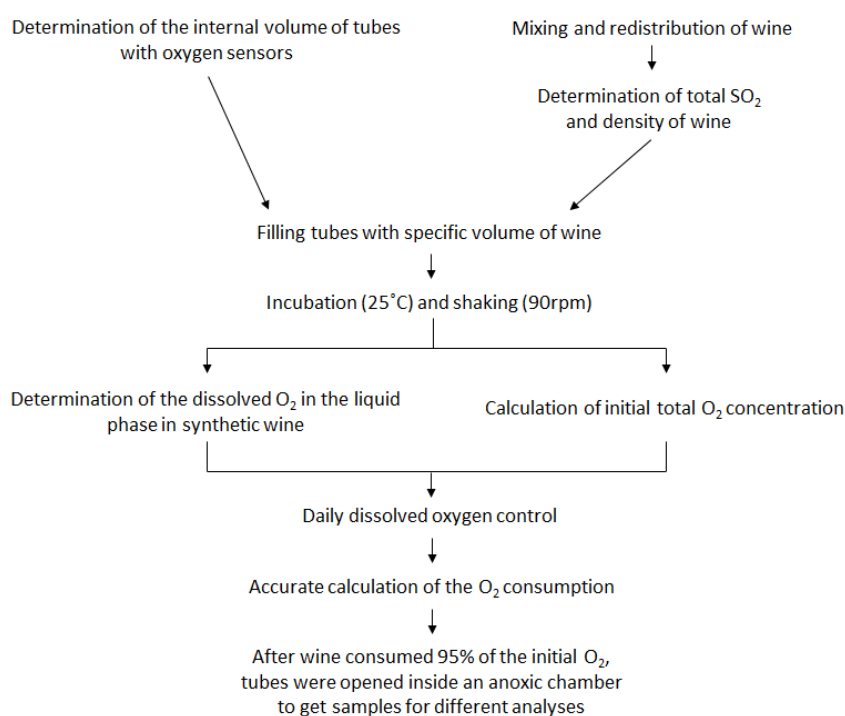 Determination of the internal volume of tubes
with oxygen sensors
Mixing and redistribution of wine
Determination of total SO₂
and density of wine
Filling tubes with specific volume of wine
Incubation (25˚C) and shaking (90rpm)
Determination of the dissolved O₂ in the liquid
phase in synthetic wine
Calculation of initial total O₂ concentration
Daily dissolved oxygen control
Accurate calculation of the O₂ consumption
After wine consumed 95% of the initial O₂,
tubes were opened inside an anoxic chamber
to get samples for different analyses